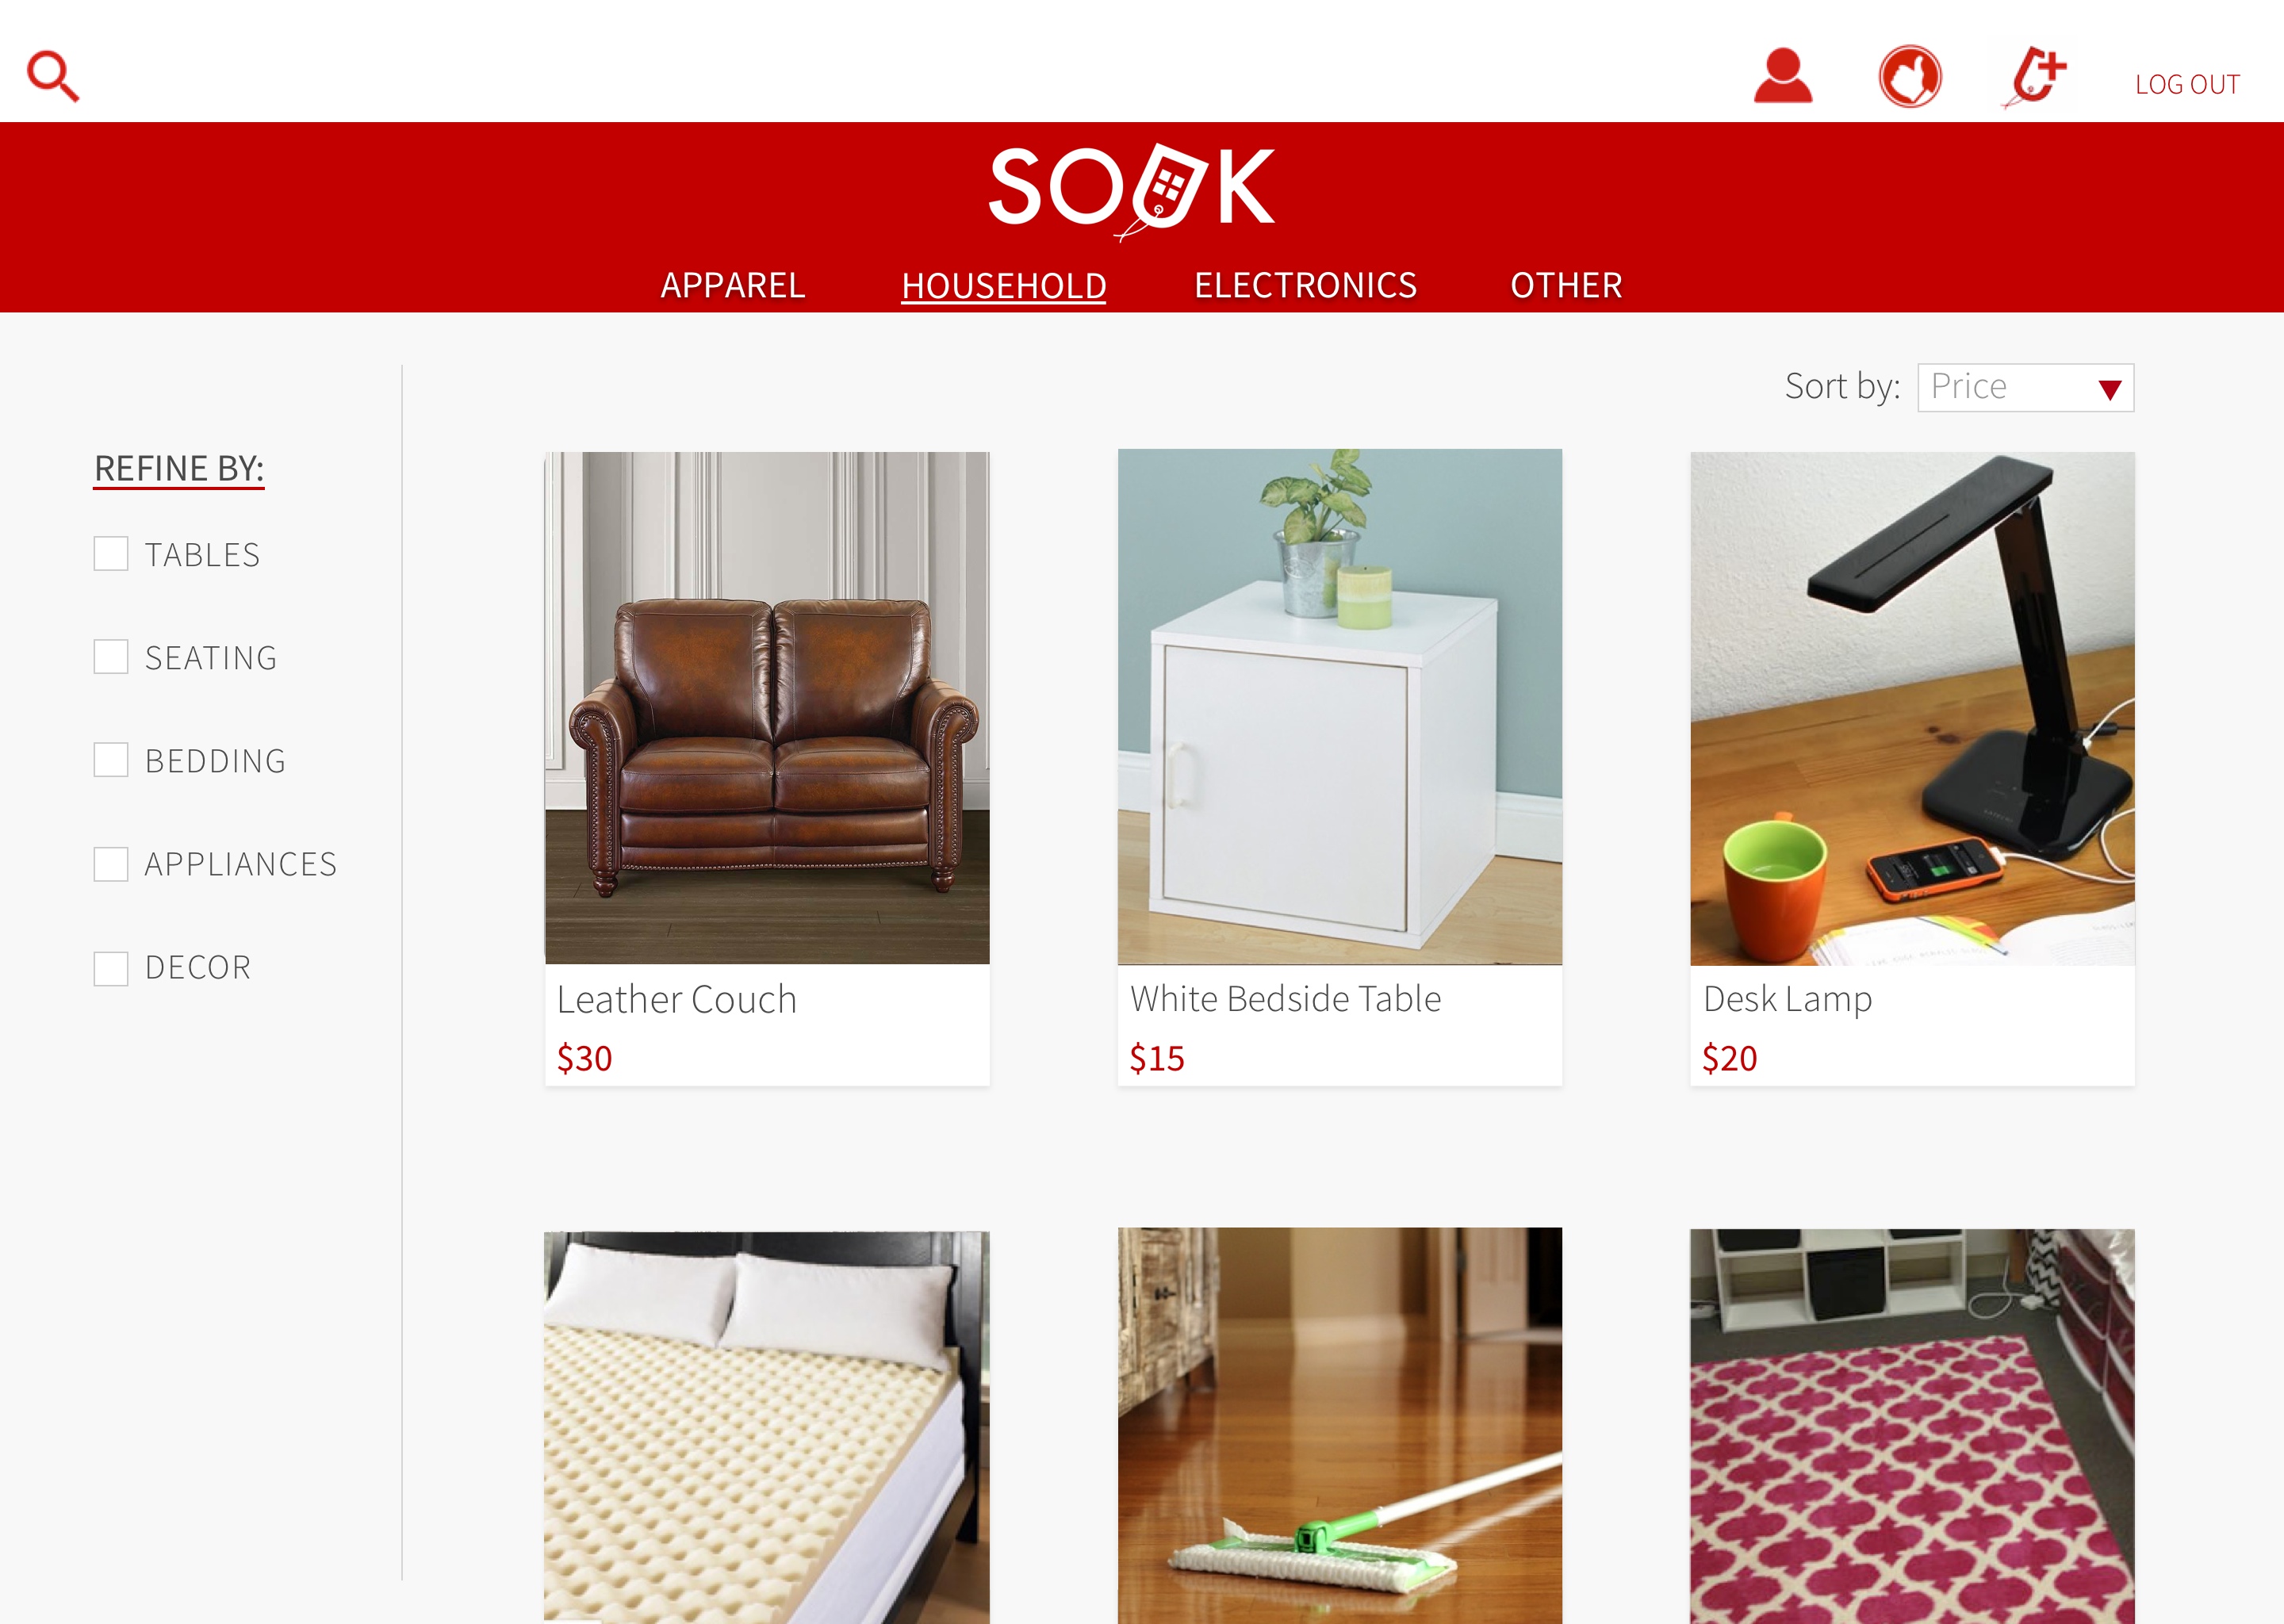 LOG OUT
SOUK
APPAREL HOUSEHOLD ELECTRONICS OTHER
Sort by: Price
REFINE BY:
TABLES
SEATING
BEDDING
APPLIANCES
DECOR
Leather Couch
$30
White Bedside Table
$15
Desk Lamp
$20